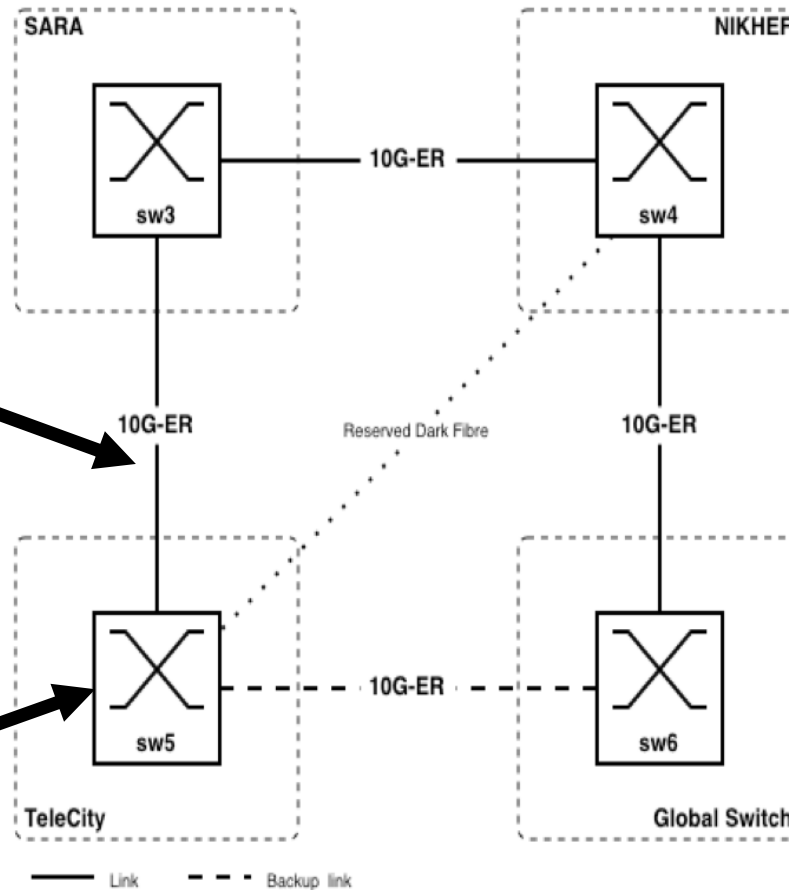 SARA
NIKHEF
10G-ER
sw3
sw4
10G-ER
Reserved Dark Fibre
10G-ER
10G-ER
sw5
sw6
TeleCity
Global Switch
Link
Backup link